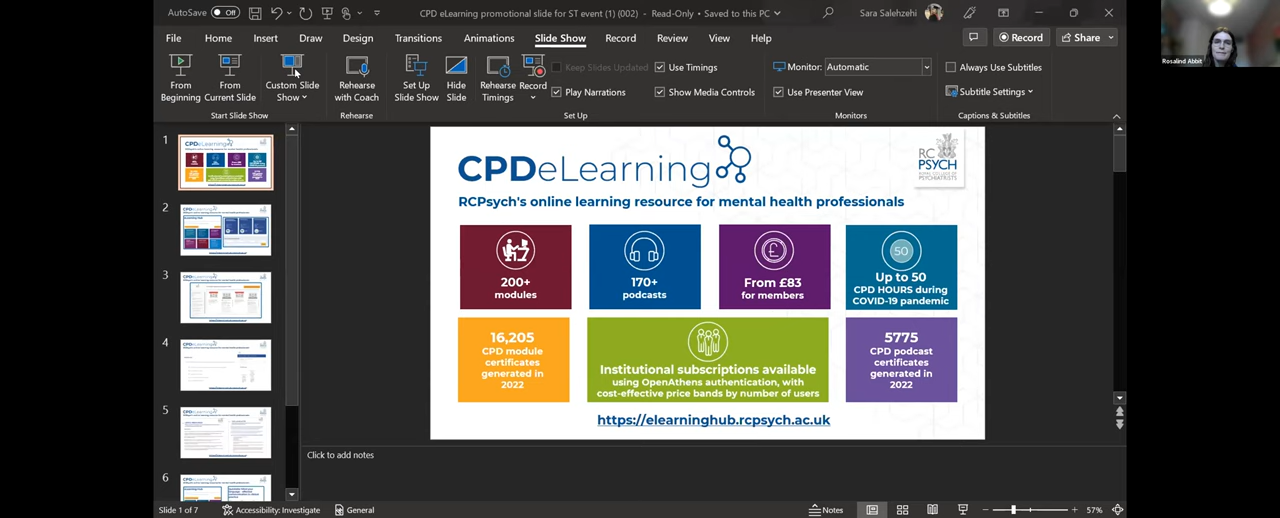 AutoSave
Off
CPD eLearning promotional slide for ST event (1) (002) - Read-Only • Saved to this PC
Sara Salehzehi
File Home Insert Draw Design Transitions Animations Slide Show Record Review View Help
Record
Share
From Beginning
From Current Slide
Custom Slide Show
Rehearse with Coach
Set Up Slide Show
Hide Slide
Rehearse Timings
Record
Keep Slides Updated
Play Narrations
Use Timings
Show Media Controls
Monitor: Automatic
Use Presenter View
Always Use Subtitles
Subtitle Settings
Start Slide Show
Rehearse
Set Up
Monitors
Captions & Subtitles
Rosalind Abbit
1
2
3
4
5
6
CPDeLearning
RC
PSYCH
ROYAL COLLEGE OF
PSYCHIATRISTS
RCPsych's online learning resource for mental health professionals
200+
modules
170+
podcasts
From £83
for members
50
Up to 50
CPD HOURS during
COVID-19 pandemic
16,205
CPD module
certificates
generated in
2022
Institutional subscriptions available
using OpenAthens authentication, with
cost-effective price bands by number of users
5775
CPD podcast
certificates
generated in
2022
https://elearninghub.rcpsych.ac.uk
Click to add notes
Slide 1 of 7
Accessibility: Investigate
General
Notes
57%